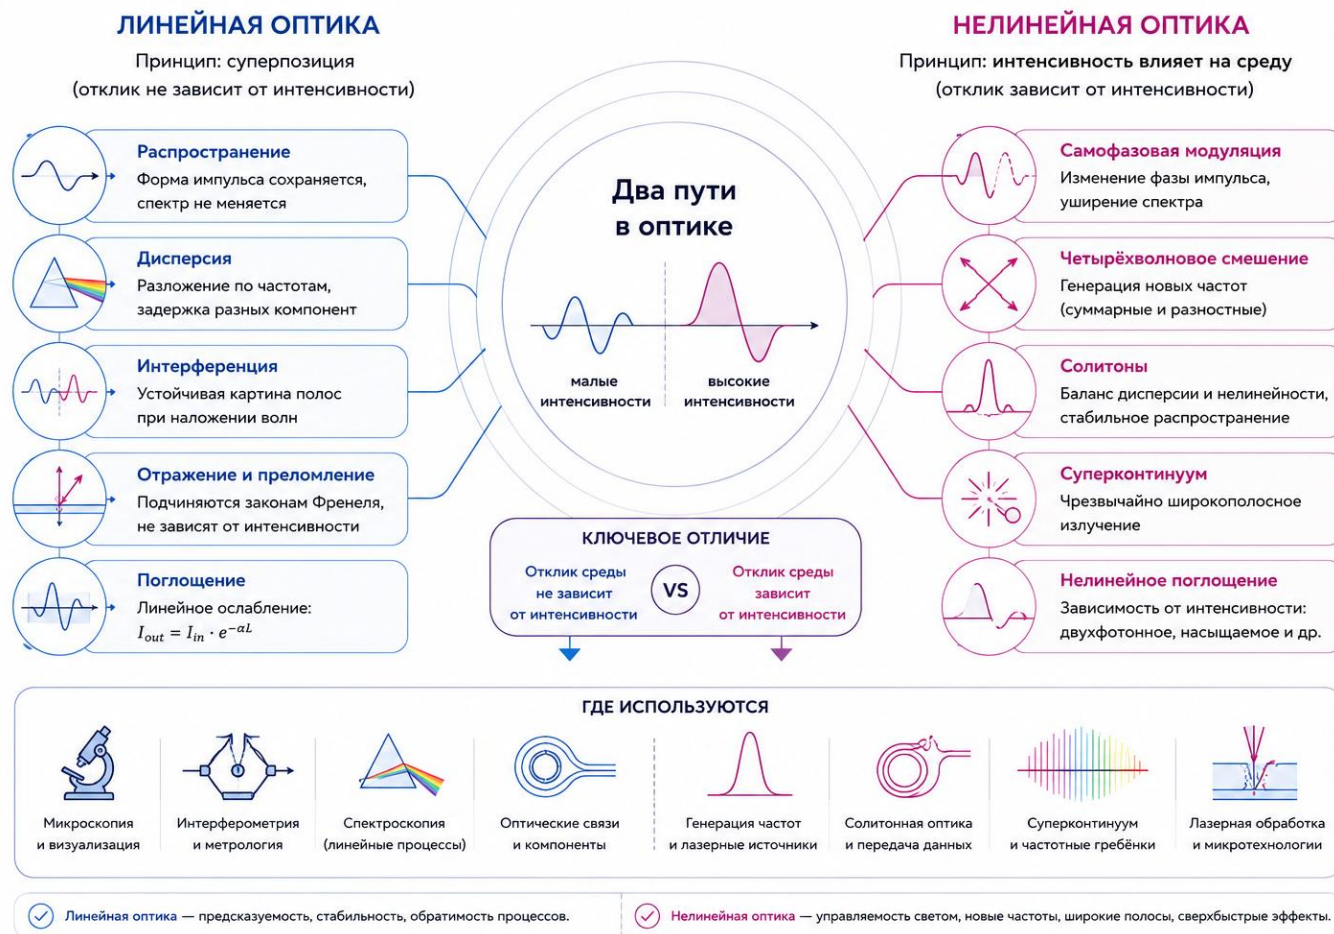 ЛИНЕЙНАЯ ОПТИКА
Принцип: суперпозиция
(отклик не зависит от интенсивности)
Распространение
Форма импульса сохраняется,
спектр не меняется
Дисперсия
Разложение по частотам,
задержка разных компонент
Интерференция
Устойчивая картина полос
при наложении волн
Отражение и преломление
Подчиняются законам Френеля,
не зависят от интенсивности
Поглощение
Линейное ослабление:
I_out = I_in · e^{−αL}
Два пути
в оптике
малые
интенсивности
высокие
интенсивности
КЛЮЧЕВОЕ ОТЛИЧИЕ
Отклик среды
не зависит
от интенсивности
VS
Отклик среды
зависит
от интенсивности
НЕЛИНЕЙНАЯ ОПТИКА
Принцип: интенсивность влияет на среду
(отклик зависит от интенсивности)
Самофазовая модуляция
Изменение фазы импульса,
уширение спектра
Четырёхволновое смешение
Генерация новых частот
(суммарные и разностные)
Солитоны
Баланс дисперсии и нелинейности,
стабильное распространение
Суперконтинуум
Чрезвычайно широкополосное
излучение
Нелинейное поглощение
Зависимость от интенсивности:
двухфотонное, насыщаемое и др.
ГДЕ ИСПОЛЬЗУЮТСЯ
Микроскопия
и визуализация
Интерферометрия
и метрология
Спектроскопия
(линейные процессы)
Оптические связи
и компоненты
Генерация частот
и лазерные источники
Солитонная оптика
и передача данных
Суперконтинуум
и частотные гребёнки
Лазерная обработка
и микротехнологии
Линейная оптика — предсказуемость, стабильность, обратимость процессов.
Нелинейная оптика — управляемость светом, новые частоты, широкие полосы, сверхбыстрые эффекты.